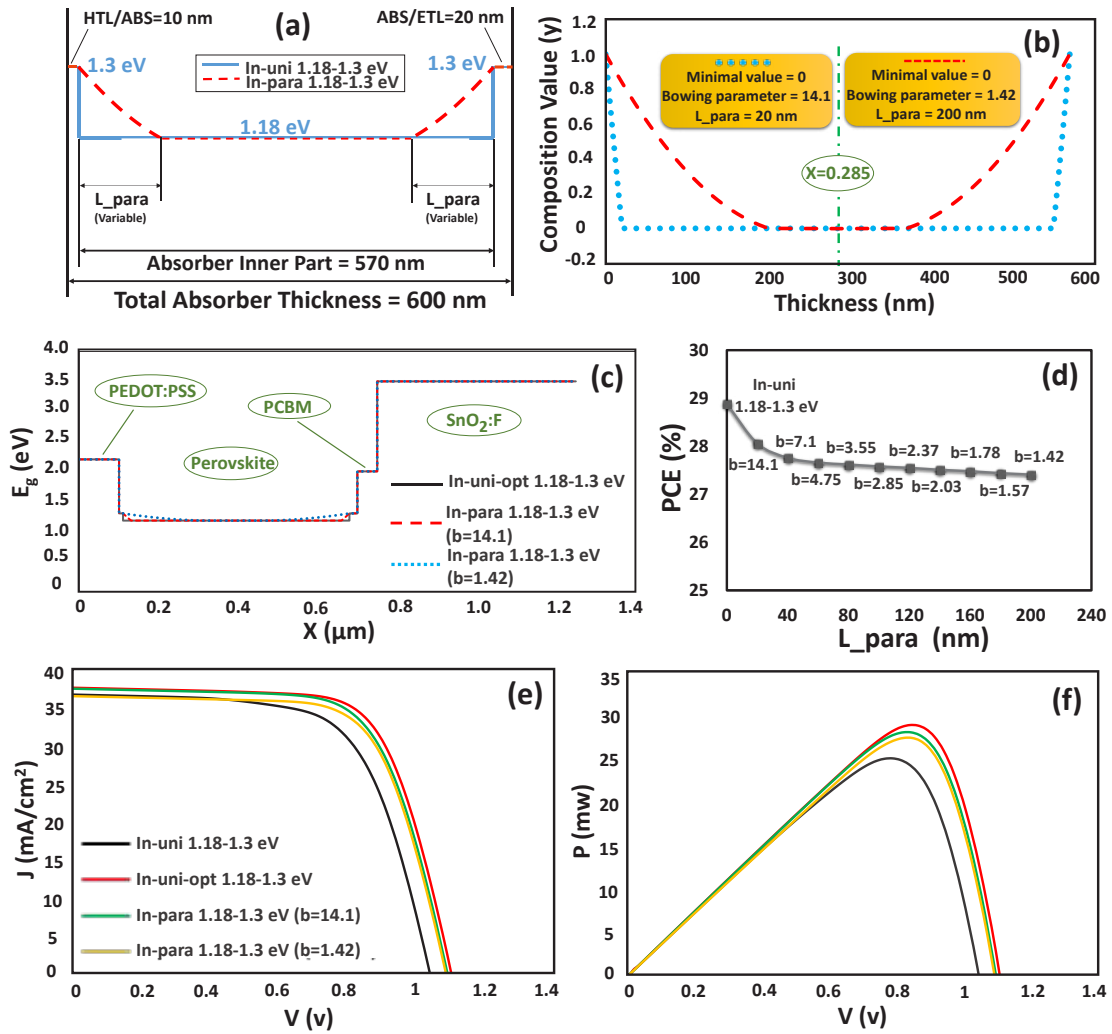 HTL/ABS=10 nm
(a)
ABS/ETL=20 nm
1.3 eV
In-uni 1.18-1.3 eV
In-para 1.18-1.3 eV
1.3 eV
1.18 eV
L_para
(Variable)
L_para
(Variable)
Absorber Inner Part = 570 nm
Total Absorber Thickness = 600 nm
(b)
Composition Value (y)
1.2
1.0
0.8
0.6
0.4
0.2
0
-0.2
Minimal value = 0
Bowing parameter = 14.1
L_para = 20 nm
Minimal value = 0
Bowing parameter = 1.42
L_para = 200 nm
X=0.285
0 100 200 300 400 500 600
Thickness (nm)
(c)
Eg (eV)
4.0
3.5
3.0
2.5
2.0
1.5
1.0
0.5
0
PEDOT:PSS
PCBM
SnO2:F
Perovskite
In-uni-opt 1.18-1.3 eV
In-para 1.18-1.3 eV
(b=14.1)
In-para 1.18-1.3 eV
(b=1.42)
0 0.2 0.4 0.6 0.8 1.0 1.2 1.4
X (μm)
(d)
PCE (%)
30
29
28
27
26
25
In-uni
1.18-1.3 eV
b=7.1 b=3.55 b=2.37 b=1.78 b=1.42
b=14.1 b=4.75 b=2.85 b=2.03 b=1.57
0 40 80 120 160 200 240
L_para (nm)
(e)
J (mA/cm2)
40
35
30
25
20
15
10
5
0
In-uni 1.18-1.3 eV
In-uni-opt 1.18-1.3 eV
In-para 1.18-1.3 eV (b=14.1)
In-para 1.18-1.3 eV (b=1.42)
0 0.2 0.4 0.6 0.8 1 1.2 1.4
V (v)
(f)
P (mw)
35
30
25
20
15
10
5
0
0 0.2 0.4 0.6 0.8 1 1.2 1.4
V (v)